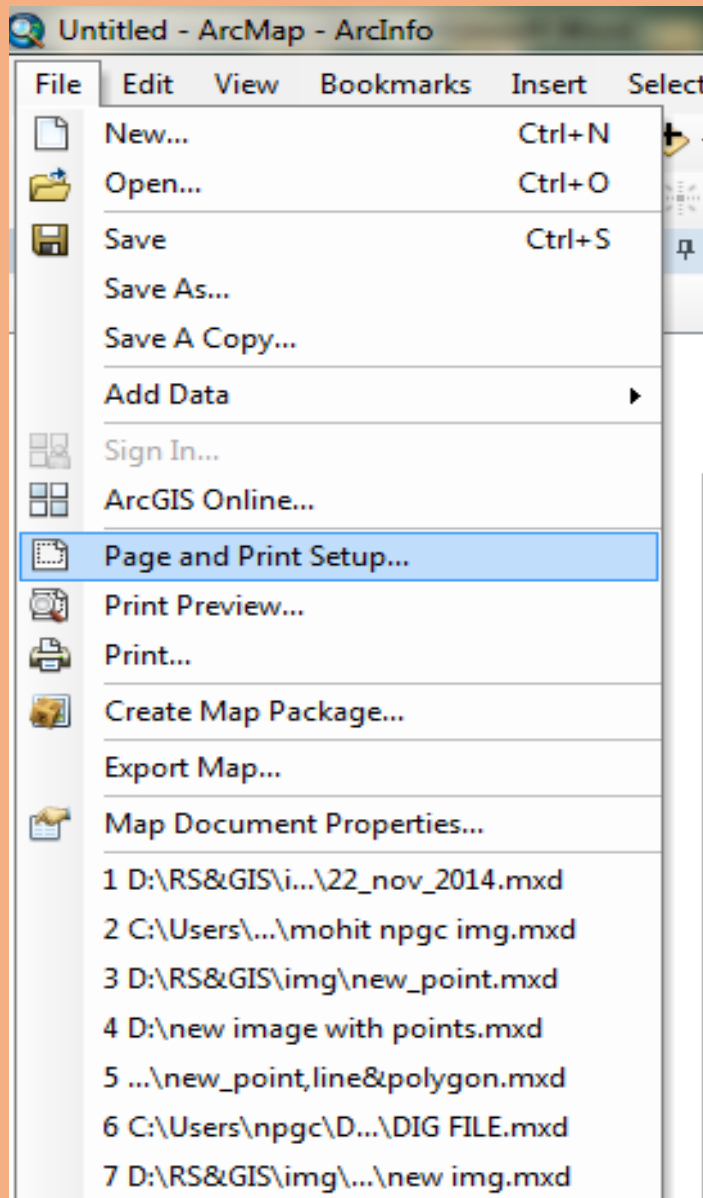 Untitled - ArcMap - ArcInfo
File Edit View Bookmarks Insert Select
New... Ctrl+N
Open... Ctrl+O
Save Ctrl+S
Save As...
Save A Copy...
Add Data
Sign In...
ArcGIS Online...
Page and Print Setup...
Print Preview...
Print...
Create Map Package...
Export Map...
Map Document Properties...
1 D:\RS&GIS\i...\22_nov_2014.mxd
2 C:\Users\...\mohit npgc img.mxd
3 D:\RS&GIS\img\new_point.mxd
4 D:\new image with points.mxd
5 ...\new_point,line&polygon.mxd
6 C:\Users\npgc\D...\DIG FILE.mxd
7 D:\RS&GIS\img\...\new img.mxd